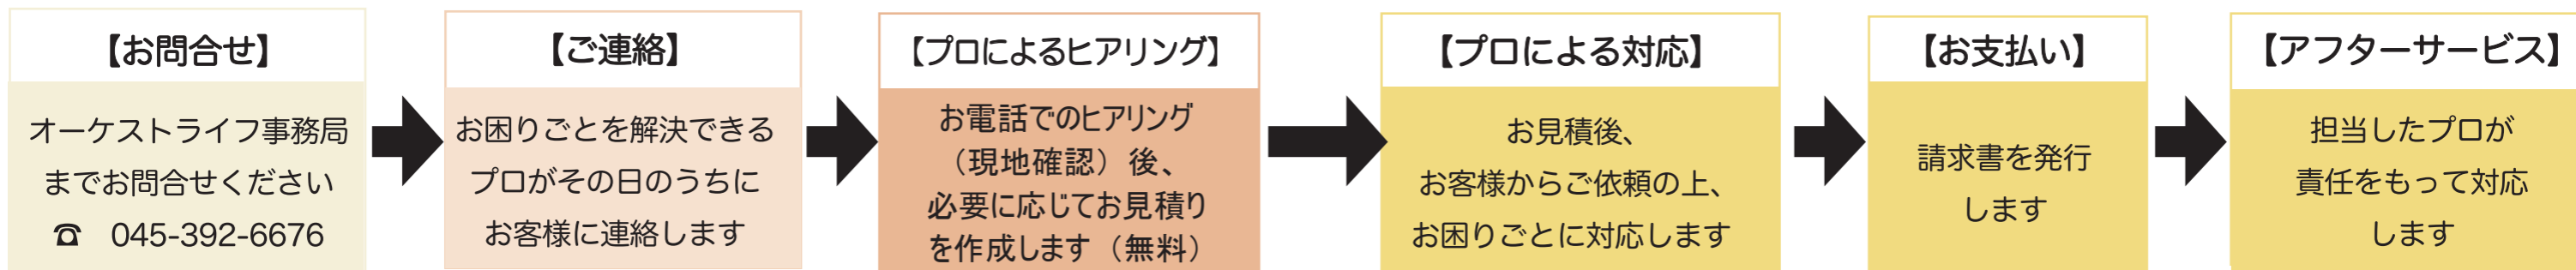 【お問合せ】
オーケストライフ事務局
までお問合せください
☎ 045-392-6676
【ご連絡】
お困りごとを解決できる
プロがその日のうちに
お客様に連絡します
【プロによるヒアリング】
お電話でのヒアリング
（現地確認）後、
必要に応じてお見積り
を作成します（無料）
【プロによる対応】
お見積後、
お客様からご依頼の上、
お困りごとに対応します
【お支払い】
請求書を発行
します
【アフターサービス】
担当したプロが
責任をもって対応
します